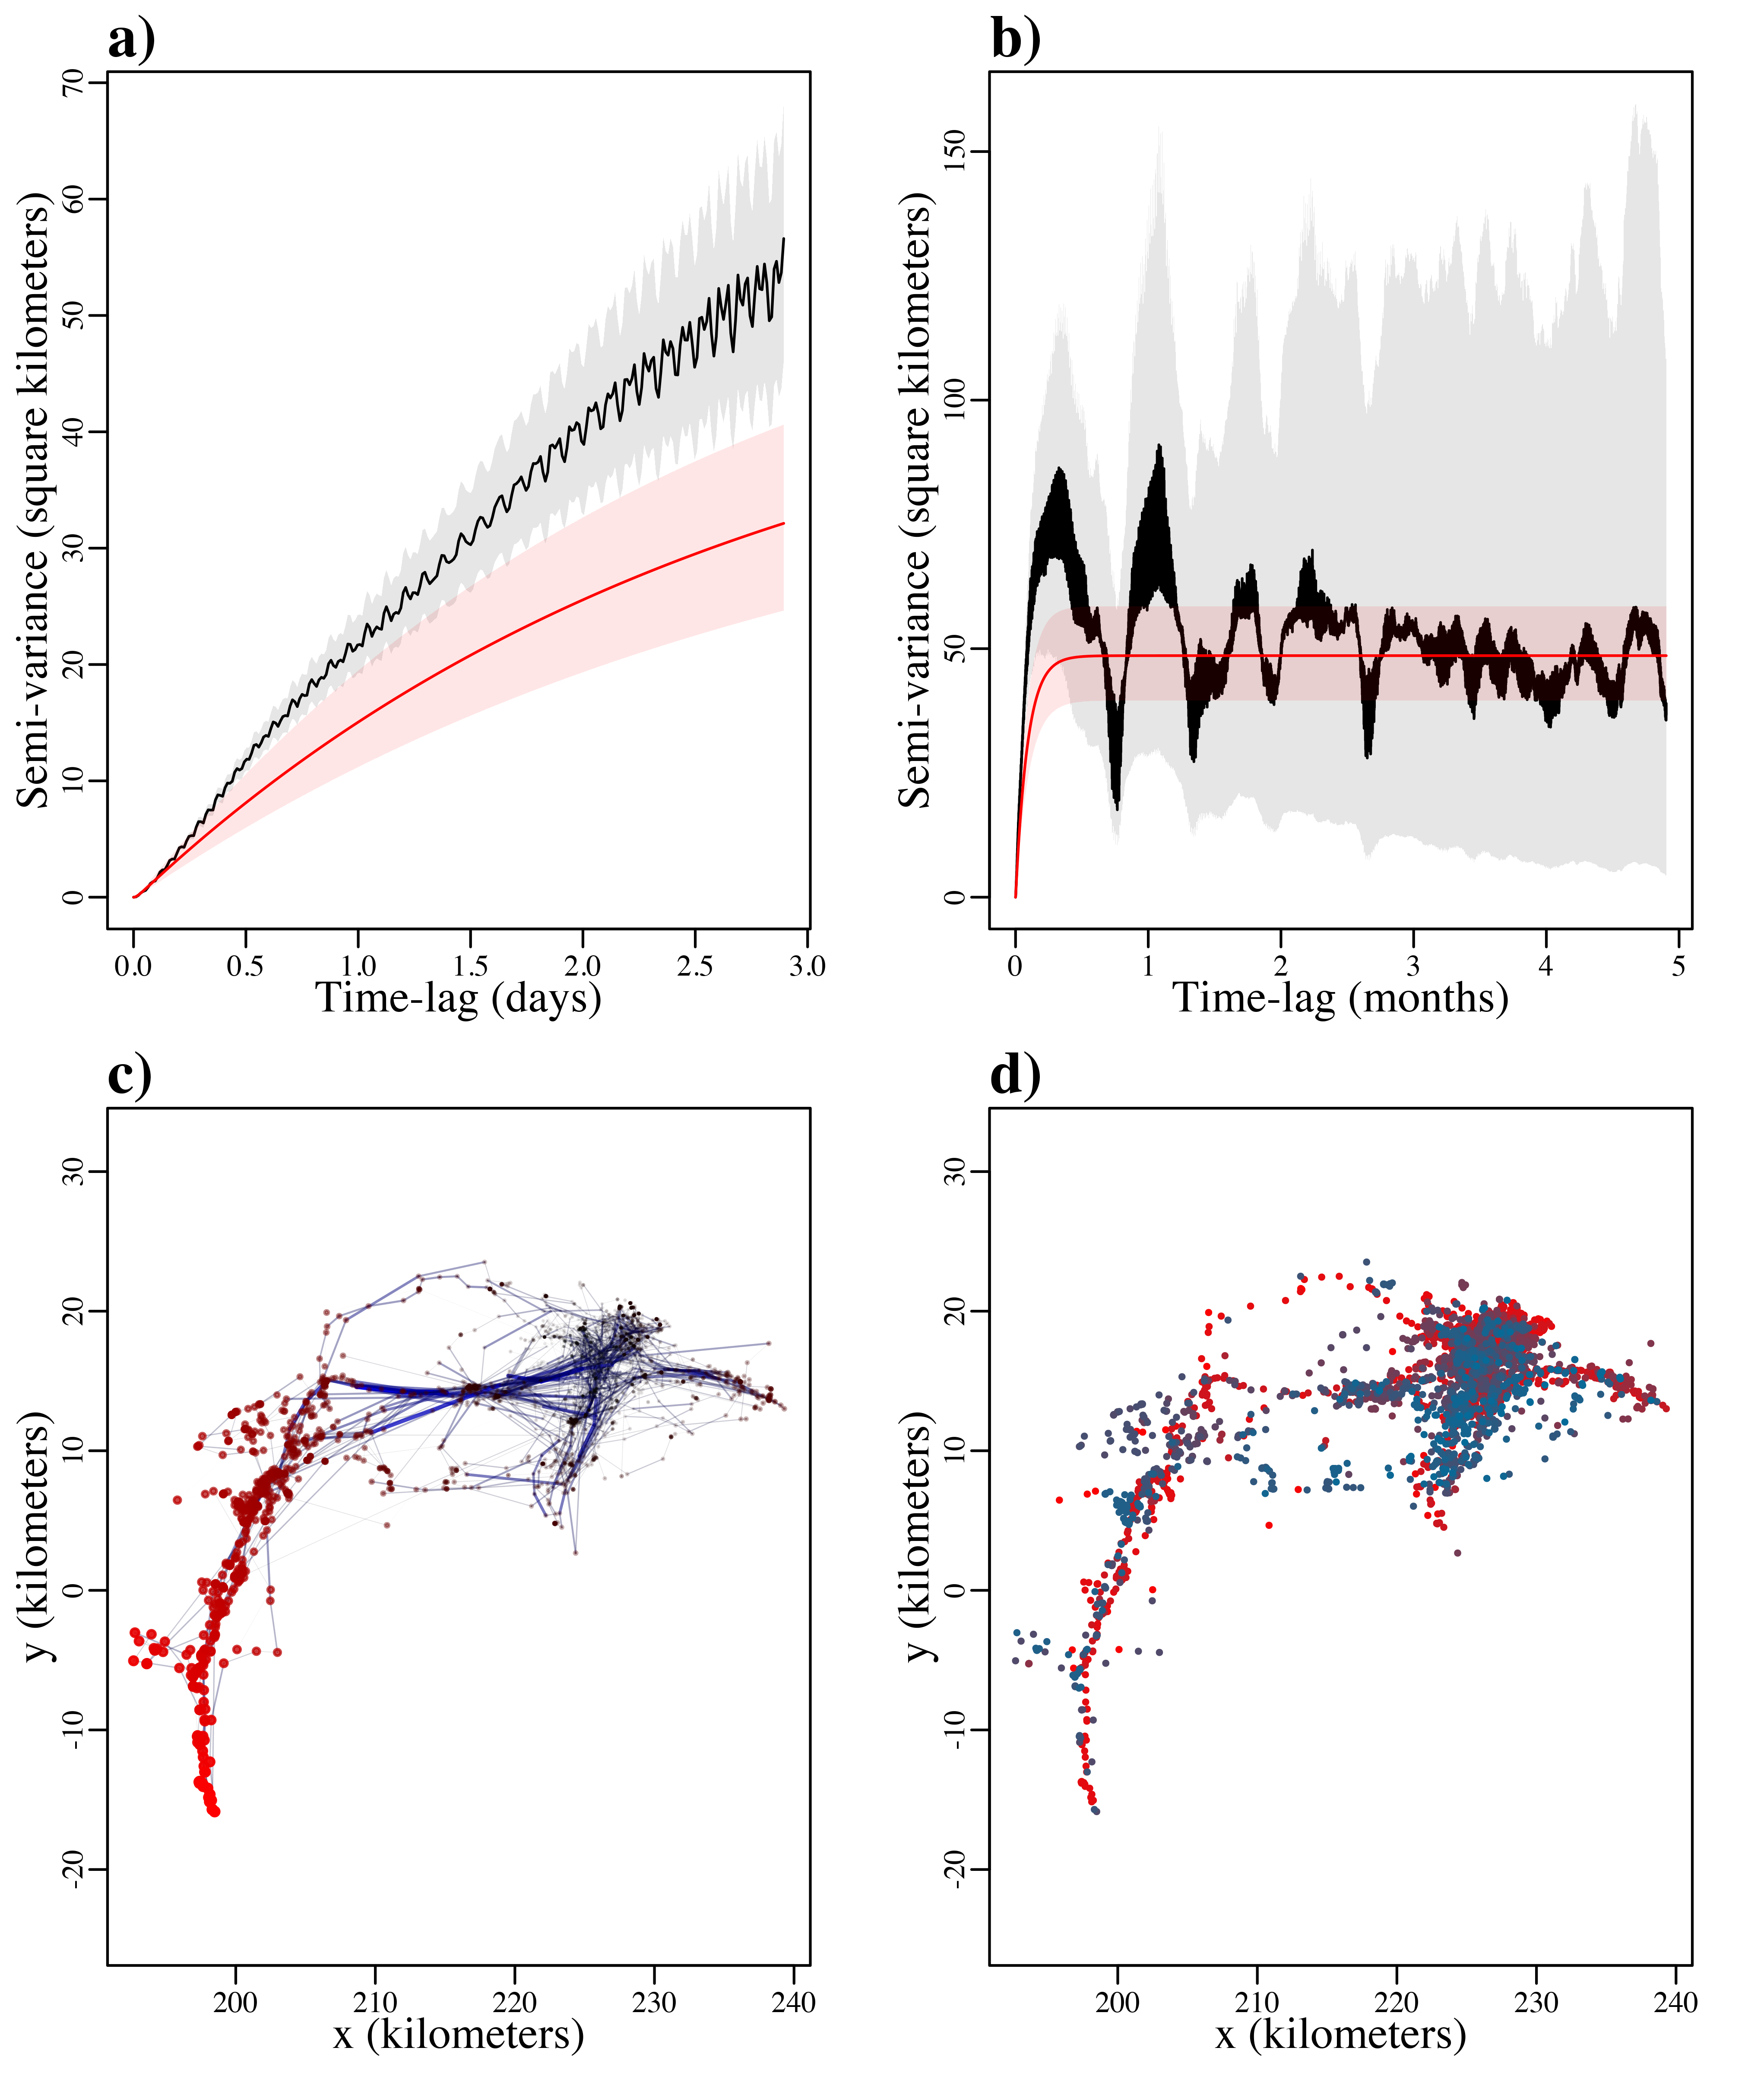 a)
70
60
50
40
30
20
10
0
Semi-variance (square kilometers)
0.0 0.5 1.0 1.5 2.0 2.5 3.0
Time-lag (days)
b)
150
100
50
0
Semi-variance (square kilometers)
0 1 2 3 4 5
Time-lag (months)
c)
30
20
10
0
-10
-20
y (kilometers)
200 210 220 230 240
x (kilometers)
d)
30
20
10
0
-10
-20
y (kilometers)
200 210 220 230 240
x (kilometers)